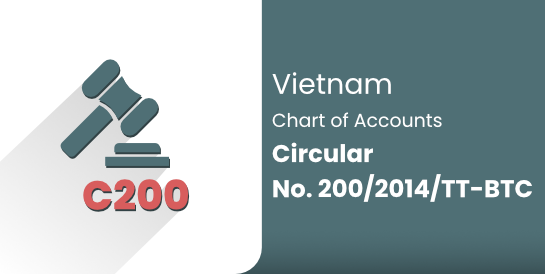 C200
Vietnam
Chart of Accounts
Circular
No. 200/2014/TT-BTC